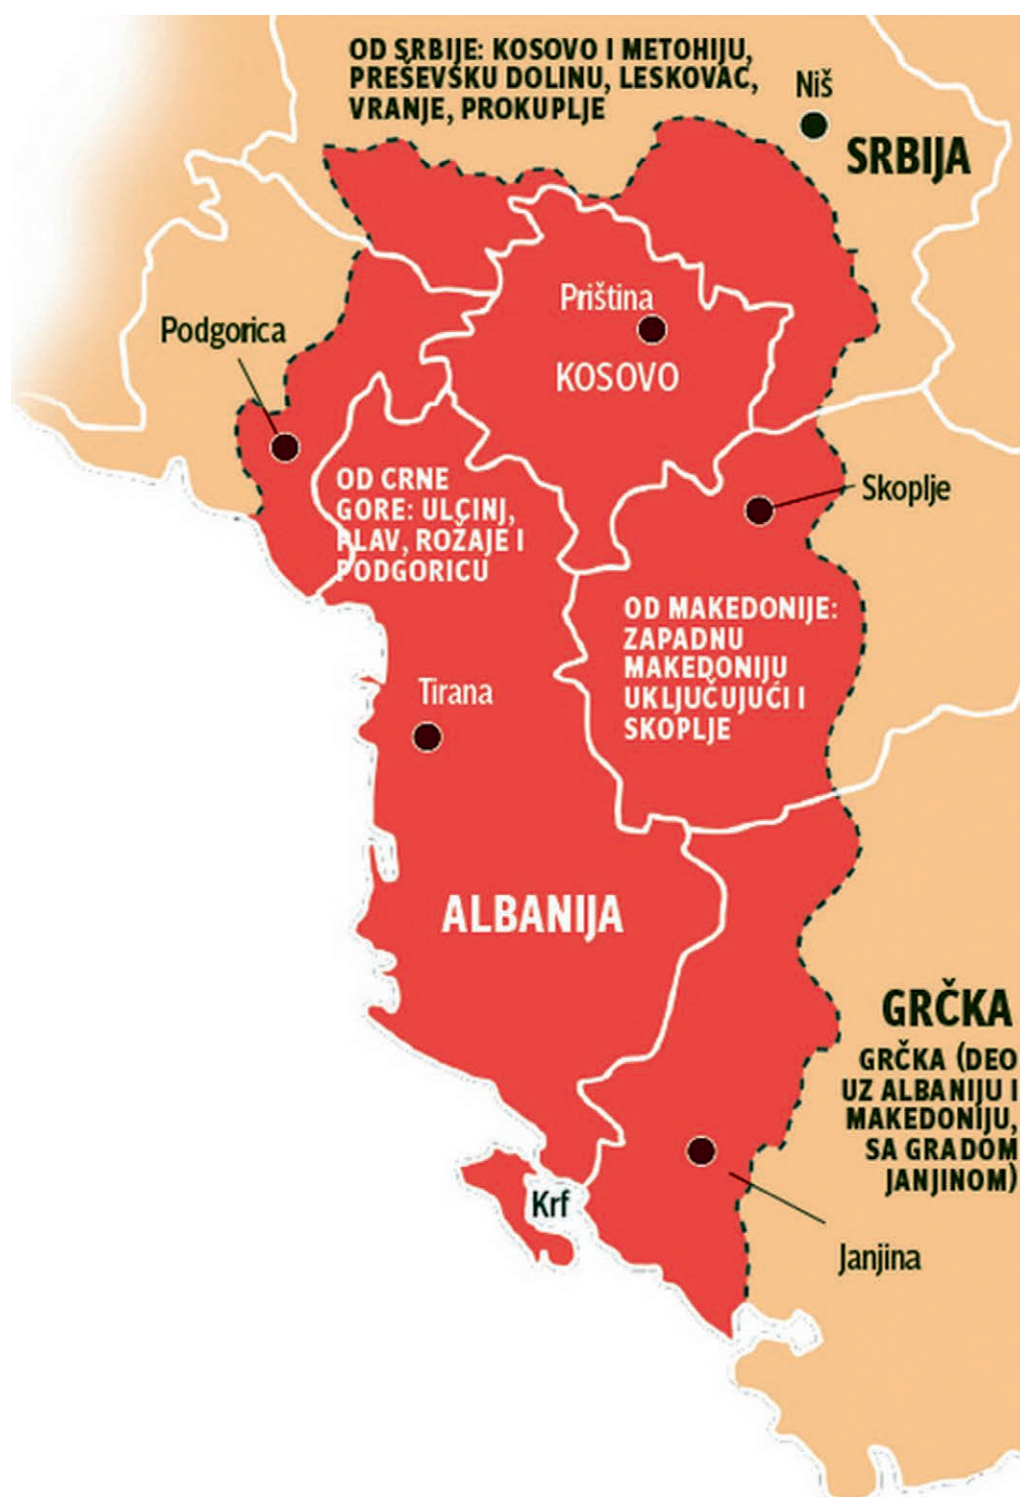 OD SRBIJE: KOSOVO I METOHIJU,
PREŠEVSKU DOLINU, LESKOVAC,
VRANJE, PROKUPLJE
Niš
SRBIJA
Priština
KOSOVO
Podgorica
OD CRNE
GORE: ULCINJ,
PLAV, ROŽAJE I
PODGORICU
Skoplje
OD MAKEDONIJE:
ZAPADNU
MAKEDONIJU
UKLJUČUJUĆI I
SKOPLJE
Tirana
ALBANIJA
GRČKA
GRČKA (DEO
UZ ALBANIJU I
MAKEDONIJU,
SA GRADOM
JANJINOM)
Krf
Janjina